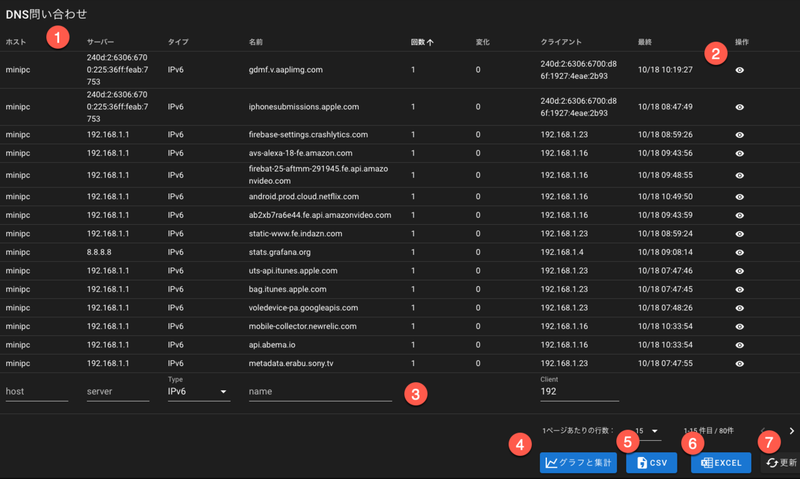 DNS問い合わせ
ホスト サーバー タイプ 名前 回数 変化 クライアント 最終 操作
1
2
minipc 240d:2:6306:670 0:225:36ff:feab:7 753 IPv6 gdmf.v.aaplimg.com 1 0 240d:2:6306:6700:d8 6f:1927:4eae:2b93 10/18 10:19:27
minipc 240d:2:6306:670 0:225:36ff:feab:7 753 IPv6 iphonesubmissions.apple.com 1 0 240d:2:6306:6700:d8 6f:1927:4eae:2b93 10/18 08:47:49
minipc 192.168.1.1 IPv6 firebase-settings.crashlytics.com 1 0 192.168.1.23 10/18 08:59:26
minipc 192.168.1.1 IPv6 avs-alexa-18-fe.amazon.com 1 0 192.168.1.16 10/18 09:43:56
minipc 192.168.1.1 IPv6 firebat-25-aftmm-291945.fe.api.amazo nvideo.com 1 0 192.168.1.16 10/18 09:48:55
minipc 192.168.1.1 IPv6 android.prod.cloud.netflix.com 1 0 192.168.1.16 10/18 10:49:50
minipc 192.168.1.1 IPv6 ab2xb7ra6e44.fe.api.amazonvideo.com 1 0 192.168.1.16 10/18 09:43:59
minipc 192.168.1.1 IPv6 static-www.fe.indazn.com 1 0 192.168.1.23 10/18 08:59:24
minipc 8.8.8.8 IPv6 stats.grafana.org 1 0 192.168.1.4 10/18 09:08:14
minipc 192.168.1.1 IPv6 uts-api.itunes.apple.com 1 0 192.168.1.23 10/18 07:47:46
minipc 192.168.1.1 IPv6 bag.itunes.apple.com 1 0 192.168.1.23 10/18 07:47:45
minipc 192.168.1.1 IPv6 voledevice-pa.googleapis.com 1 0 192.168.1.23 10/18 07:48:26
minipc 192.168.1.1 IPv6 mobile-collector.newrelic.com 1 0 192.168.1.16 10/18 10:33:54
minipc 192.168.1.1 IPv6 api.abema.io 1 0 192.168.1.16 10/18 10:33:54
minipc 192.168.1.1 IPv6 metadata.erabu.sony.tv 1 0 192.168.1.23 10/18 07:47:55
Type Client
host server IPv6 name 3 192
1ページあたりの行数： 15 1-15 件目 / 80件
4 5 6 7
グラフと集計 CSV EXCEL 更新